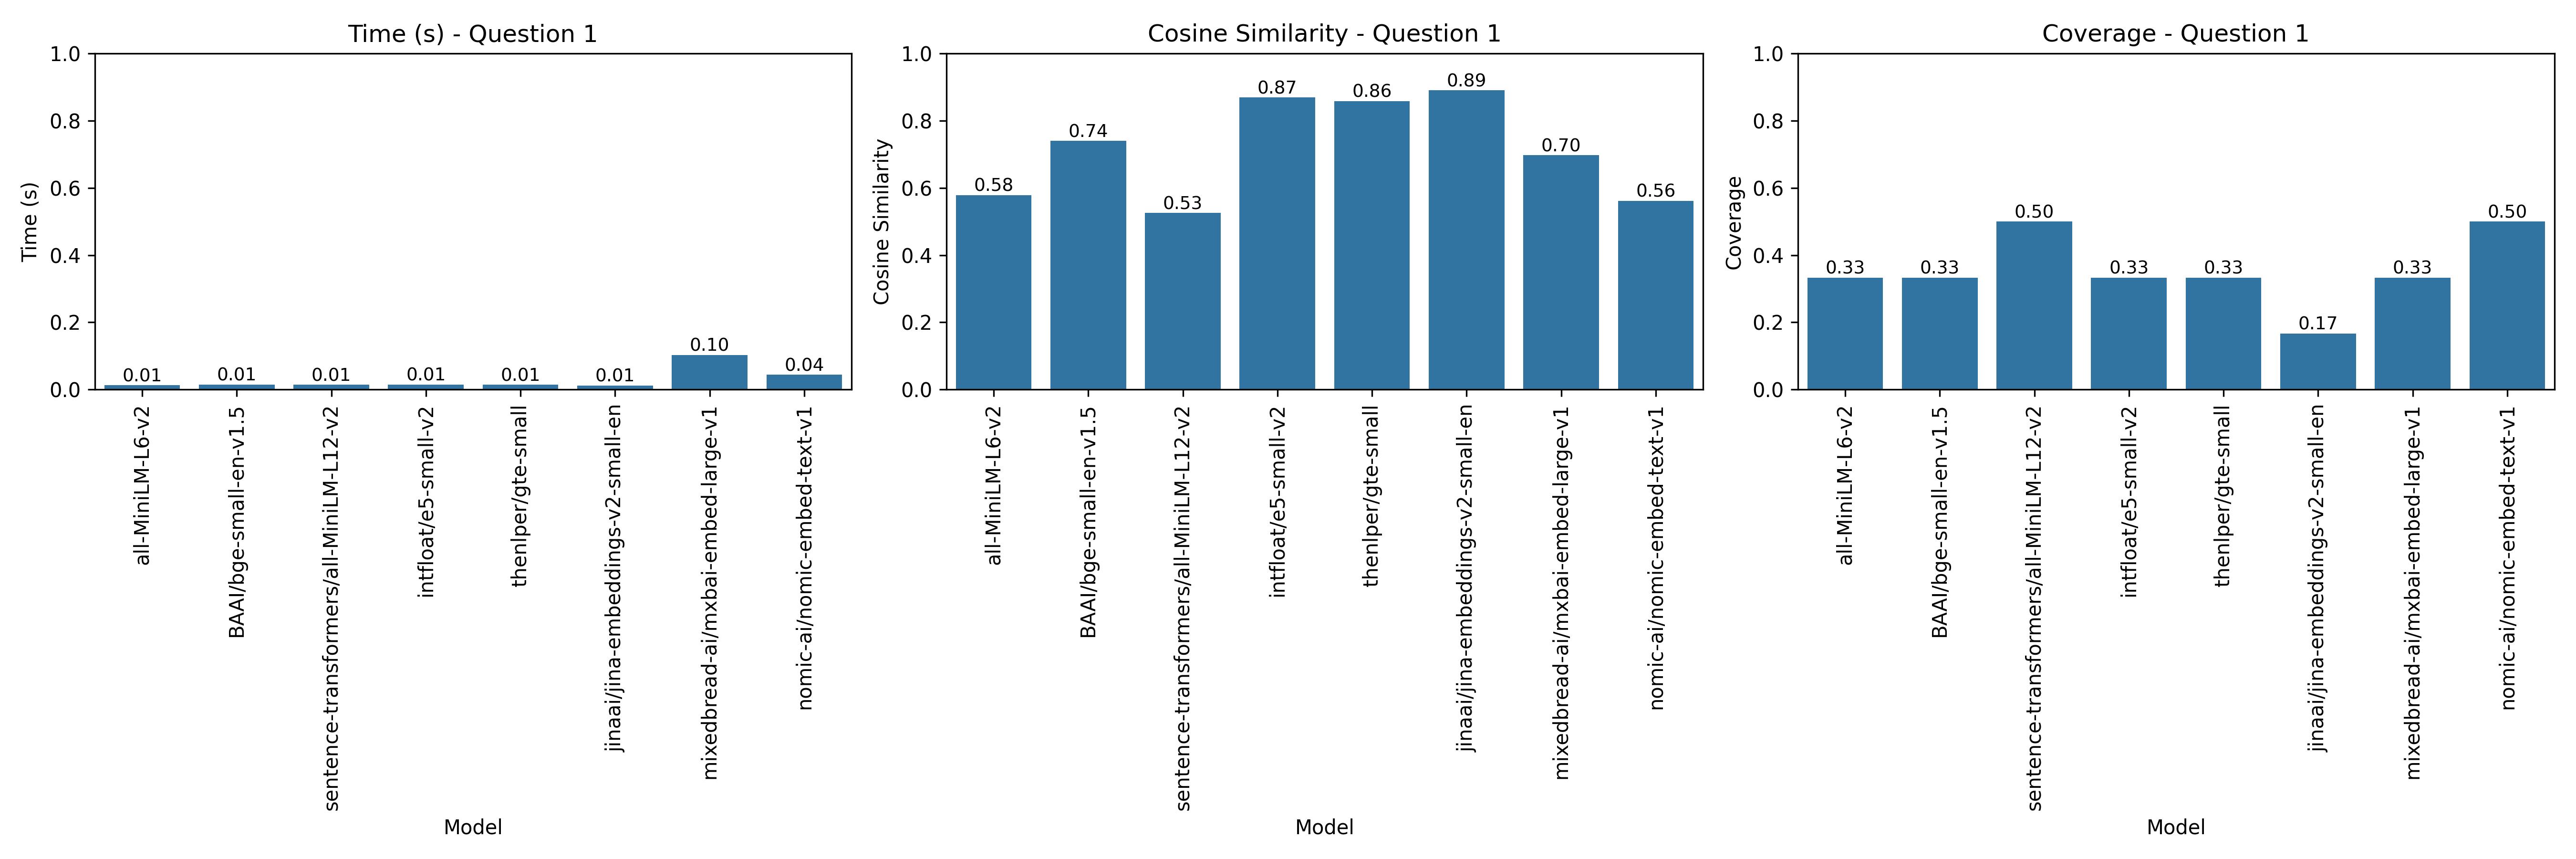 Time (s) - Question 1
1.0
0.8
0.6
0.4
0.2
0.0
Time (s)
0.01
0.01
0.01
0.01
0.01
0.01
0.10
0.04
all-MiniLM-L6-v2
BAAI/bge-small-en-v1.5
sentence-transformers/all-MiniLM-L12-v2
intfloat/e5-small-v2
thenlper/gte-small
jinaai/jina-embeddings-v2-small-en
mixedbread-ai/mxbai-embed-large-v1
nomic-ai/nomic-embed-text-v1
Model
Cosine Similarity - Question 1
1.0
0.8
0.6
0.4
0.2
0.0
Cosine Similarity
0.58
0.74
0.53
0.87
0.86
0.89
0.70
0.56
all-MiniLM-L6-v2
BAAI/bge-small-en-v1.5
sentence-transformers/all-MiniLM-L12-v2
intfloat/e5-small-v2
thenlper/gte-small
jinaai/jina-embeddings-v2-small-en
mixedbread-ai/mxbai-embed-large-v1
nomic-ai/nomic-embed-text-v1
Model
Coverage - Question 1
1.0
0.8
0.6
0.4
0.2
0.0
Coverage
0.33
0.33
0.50
0.33
0.33
0.17
0.33
0.50
all-MiniLM-L6-v2
BAAI/bge-small-en-v1.5
sentence-transformers/all-MiniLM-L12-v2
intfloat/e5-small-v2
thenlper/gte-small
jinaai/jina-embeddings-v2-small-en
mixedbread-ai/mxbai-embed-large-v1
nomic-ai/nomic-embed-text-v1
Model